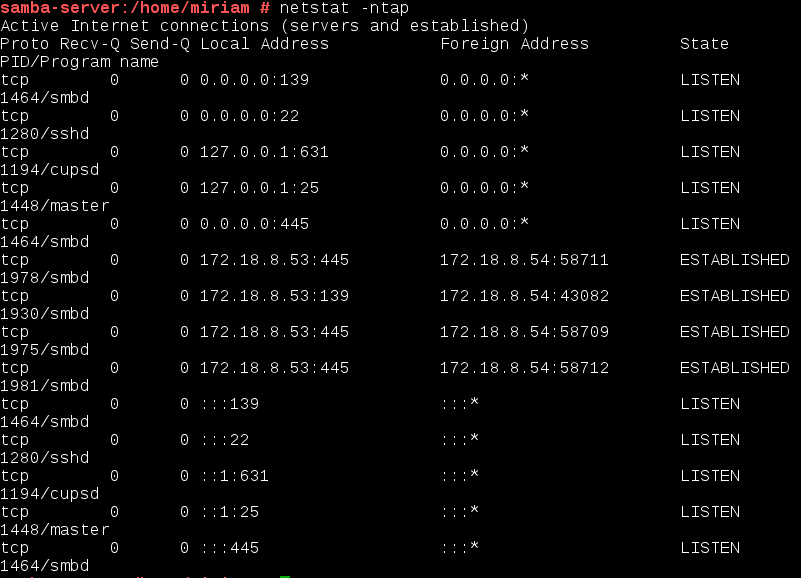 samba-server:/home/miriam # netstat -ntap
Active Internet connections (servers and established)
Proto Recv-Q Send-Q Local Address           Foreign Address         State
PID/Program name
tcp        0      0 0.0.0.0:139             0.0.0.0:*               LISTEN
1464/smbd
tcp        0      0 0.0.0.0:22              0.0.0.0:*               LISTEN
1280/sshd
tcp        0      0 127.0.0.1:631           0.0.0.0:*               LISTEN
1194/cupsd
tcp        0      0 127.0.0.1:25            0.0.0.0:*               LISTEN
1448/master
tcp        0      0 0.0.0.0:445             0.0.0.0:*               LISTEN
1464/smbd
tcp        0      0 172.18.8.53:445         172.18.8.54:58711       ESTABLISHED
1978/smbd
tcp        0      0 172.18.8.53:139         172.18.8.54:43082       ESTABLISHED
1930/smbd
tcp        0      0 172.18.8.53:445         172.18.8.54:58709       ESTABLISHED
1975/smbd
tcp        0      0 172.18.8.53:445         172.18.8.54:58712       ESTABLISHED
1981/smbd
tcp        0      0 :::139                  :::*                    LISTEN
1464/smbd
tcp        0      0 :::22                   :::*                    LISTEN
1280/sshd
tcp        0      0 ::1:631                 :::*                    LISTEN
1194/cupsd
tcp        0      0 ::1:25                  :::*                    LISTEN
1448/master
tcp        0      0 :::445                  :::*                    LISTEN
1464/smbd